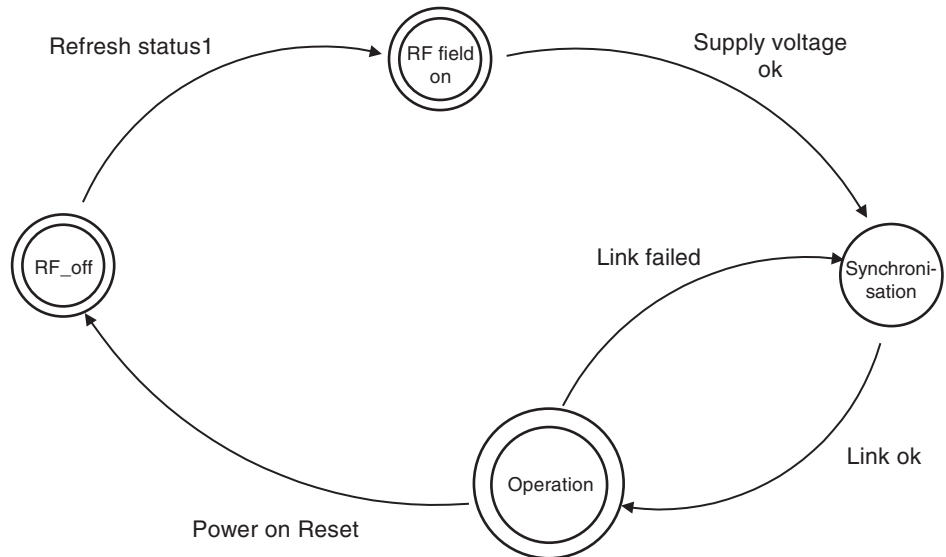 Refresh status1
RF field
on
Supply voltage
ok
RF_off
Link failed
Synchroni-
sation
Operation
Link ok
Power on Reset